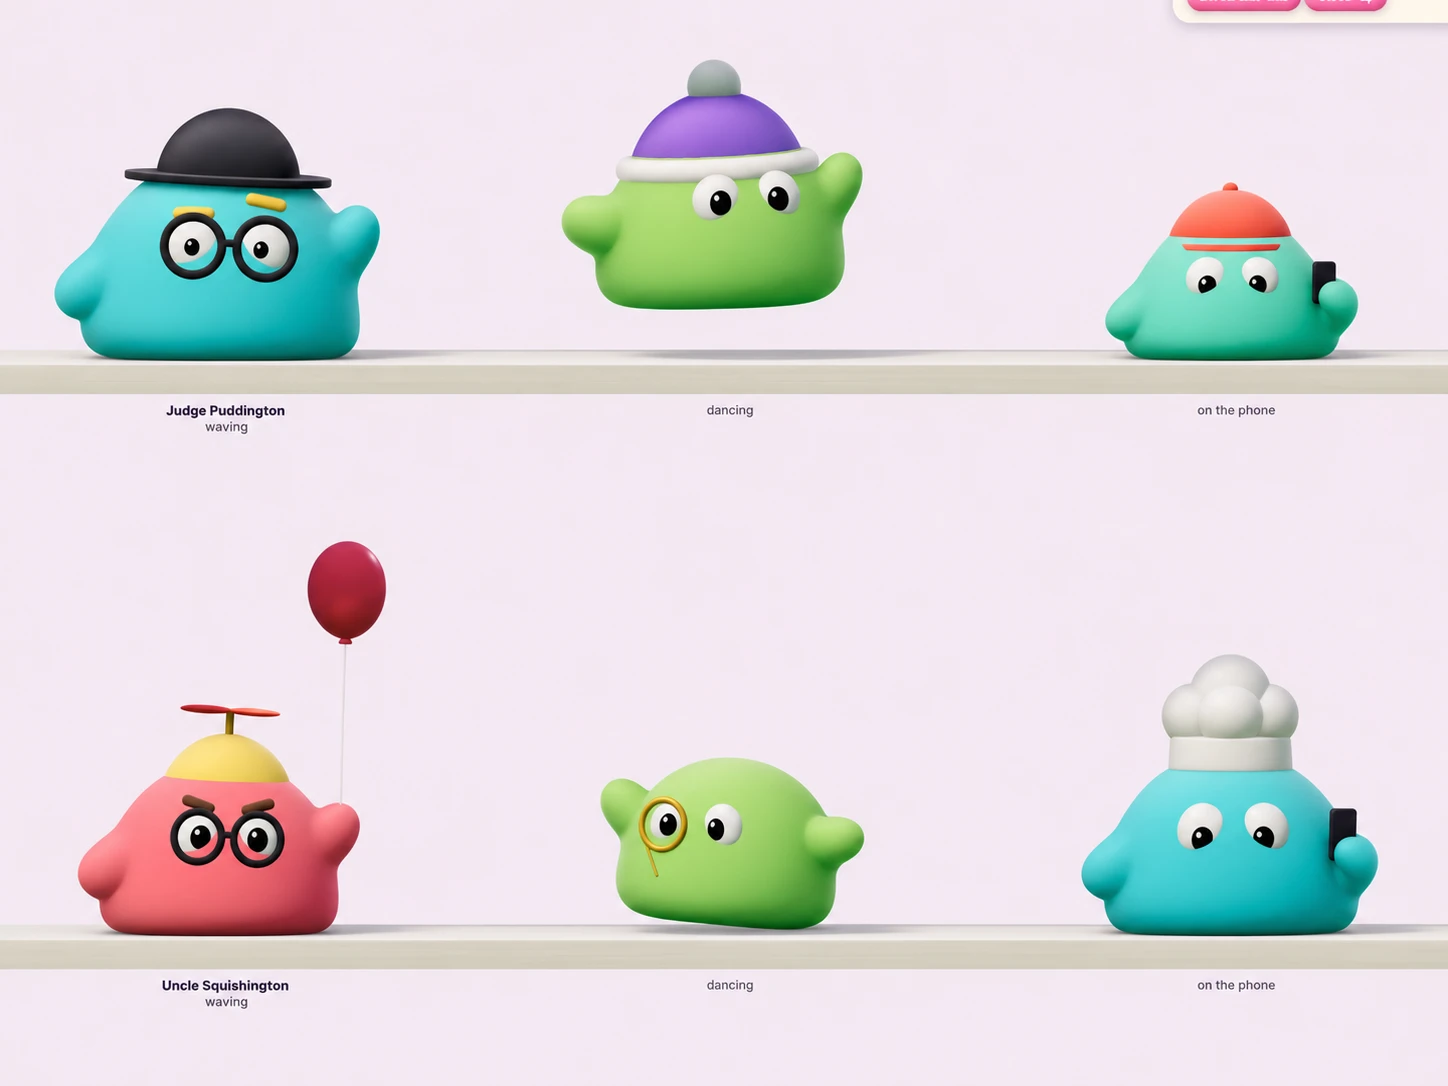 Judge Puddington
waving
dancing
on the phone
Uncle Squishington
waving
dancing
on the phone